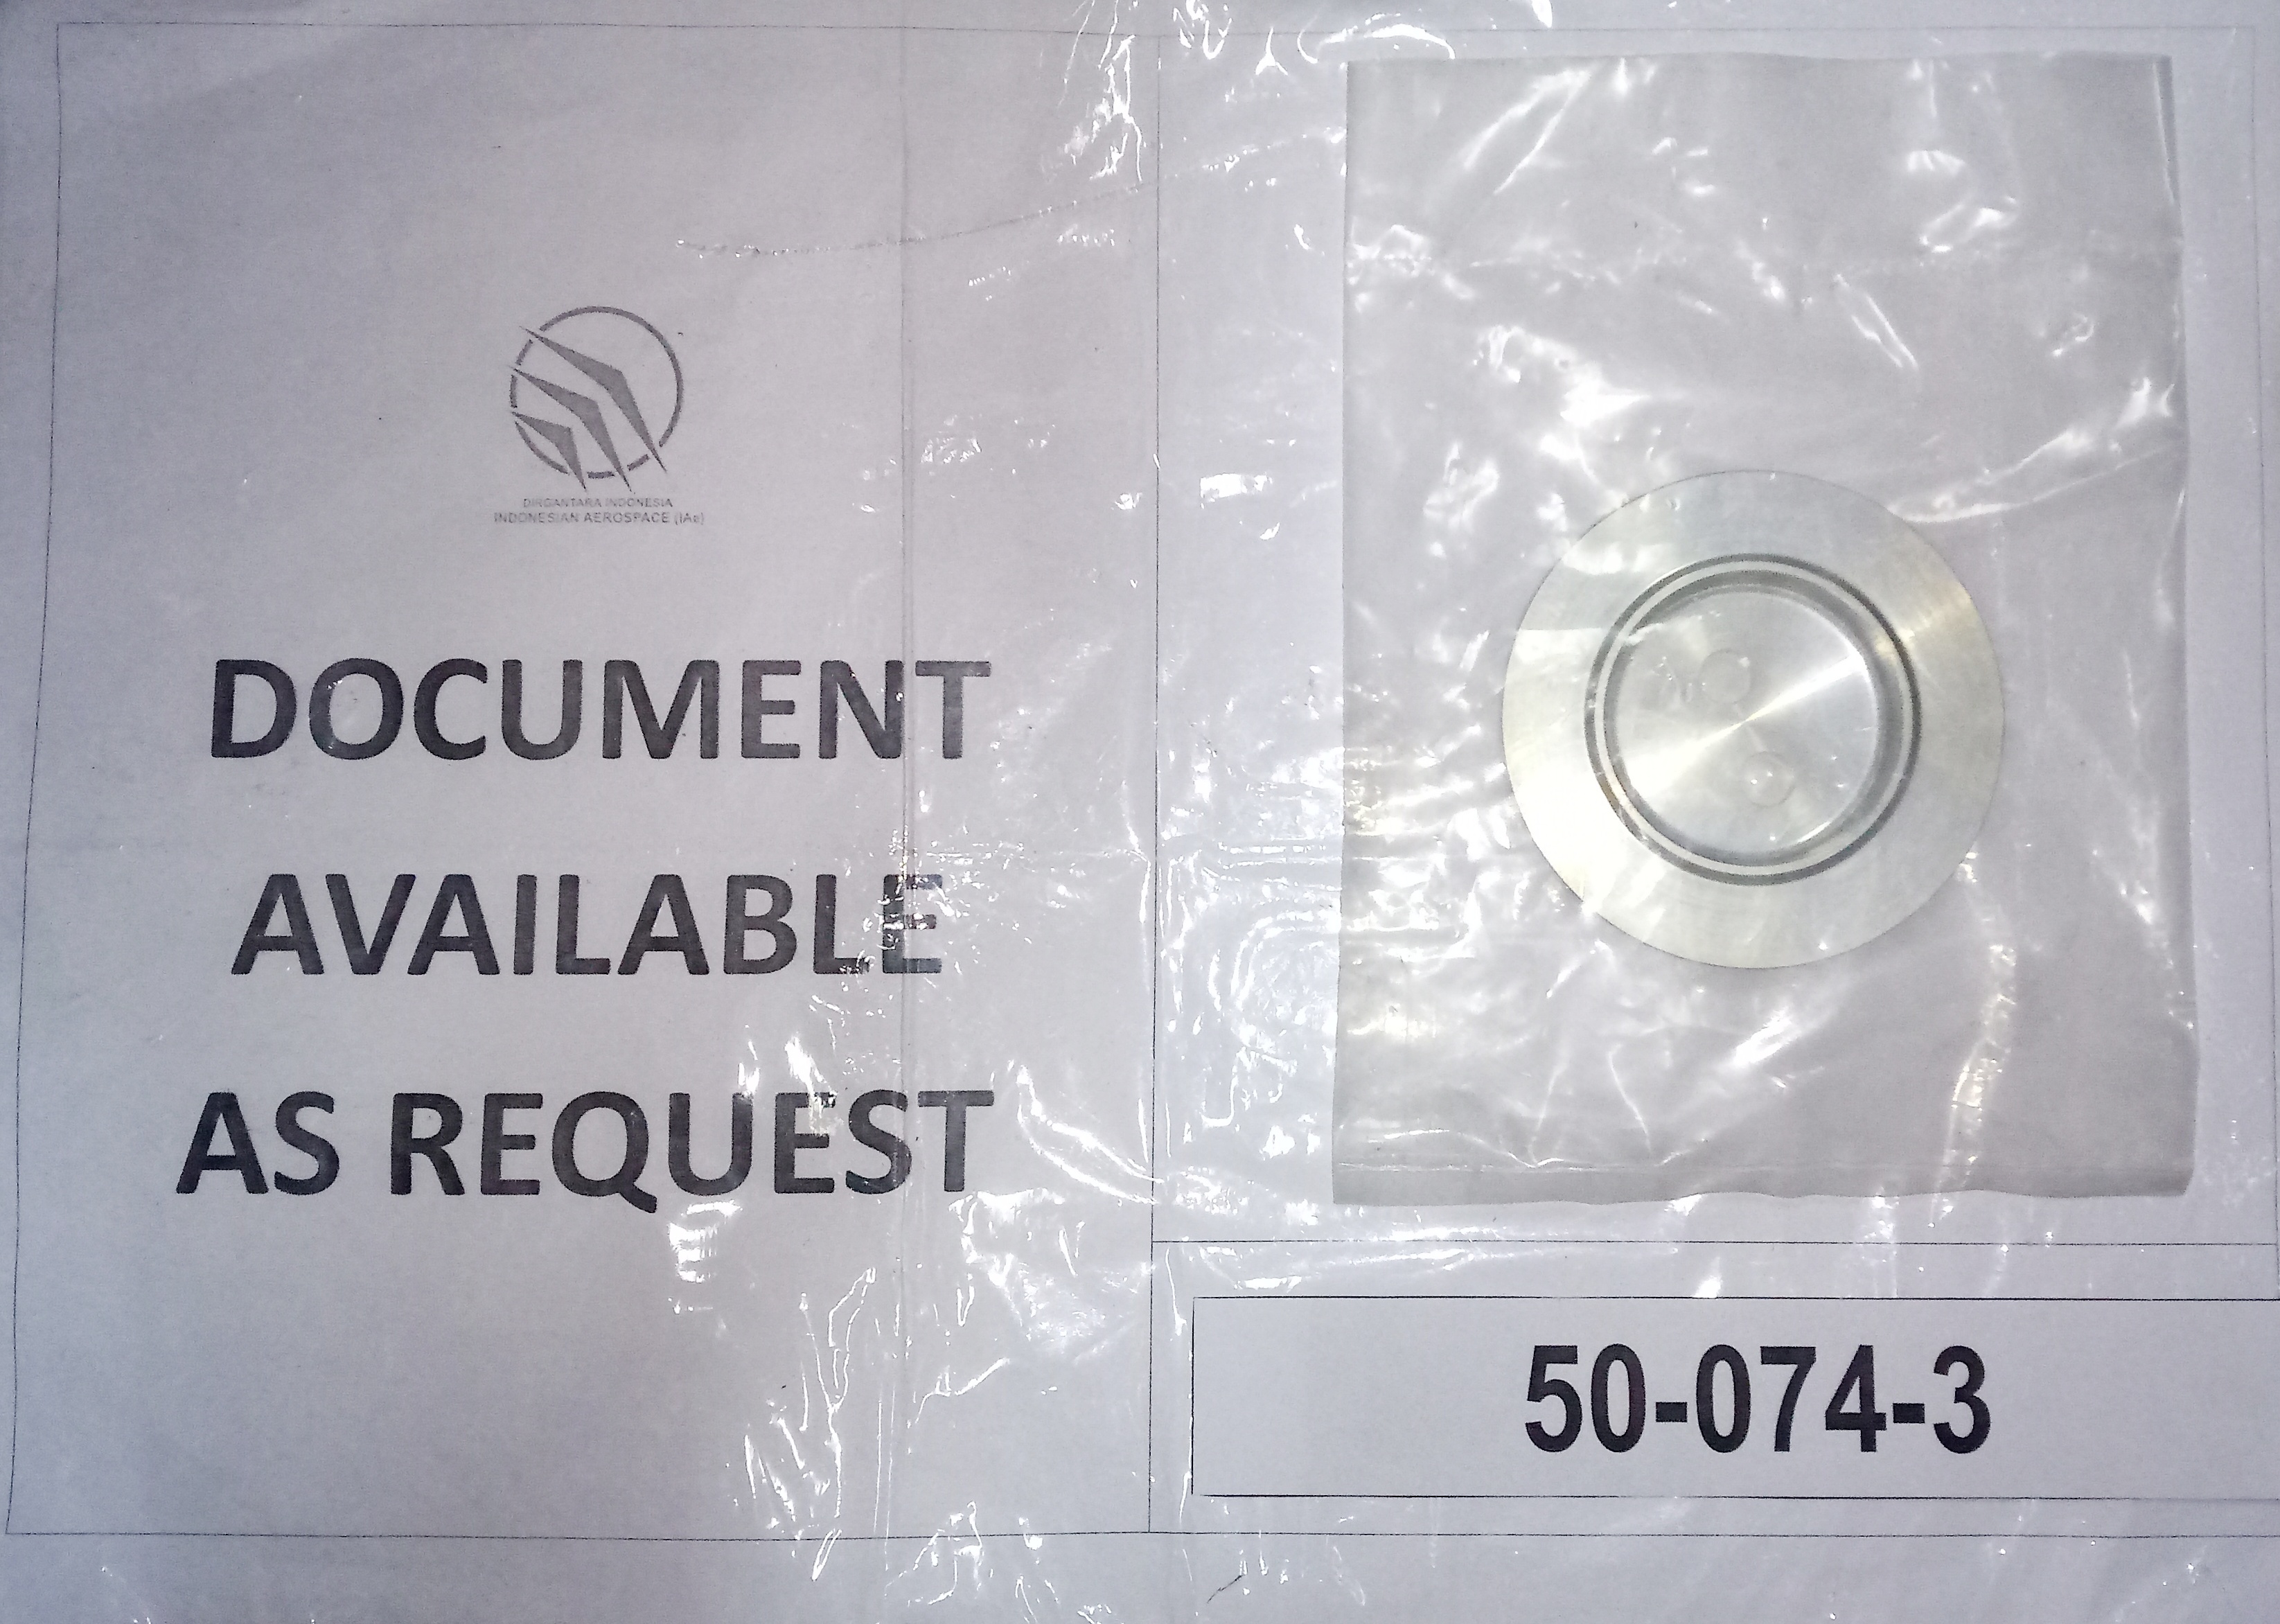 DIRGANTARA INDONESIA
INDONESIAN AEROSPACE (IAe)
DOCUMENT
AVAILABLE
AS REQUEST
50-074-3